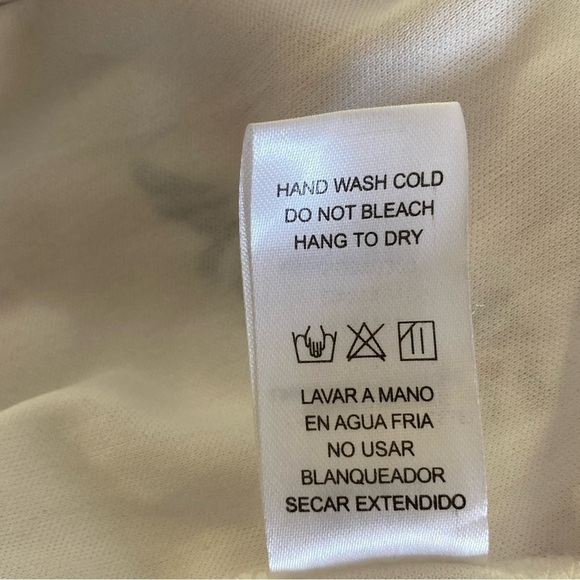 HAND WASH COLD
DO NOT BLEACH
HANG TO DRY
LAVAR A MANO
EN AGUA FRIA
NO USAR
BLANQUEADOR
SECAR EXTENDIDO